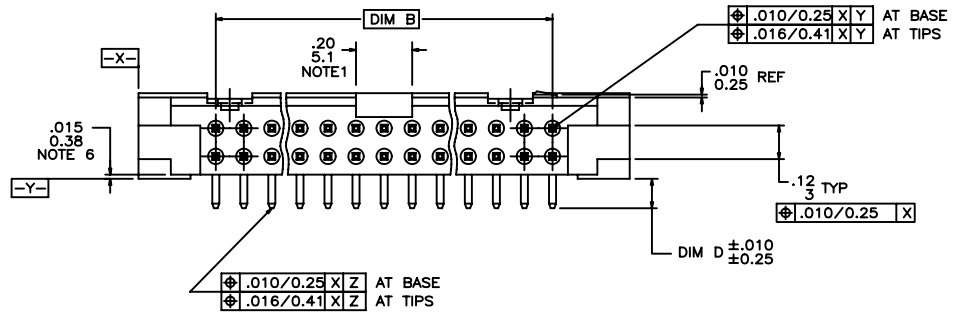 DIM B
⌖ .010/0.25 X Y AT BASE
⌖ .016/0.41 X Y AT TIPS
.20
5.1
NOTE1
-X-
.010
0.25 REF
.015
0.38
NOTE 6
-Y-
.12
3 TYP
⌖ .010/0.25 X
DIM D ±.010
±0.25
⌖ .010/0.25 X Z AT BASE
⌖ .016/0.41 X Z AT TIPS